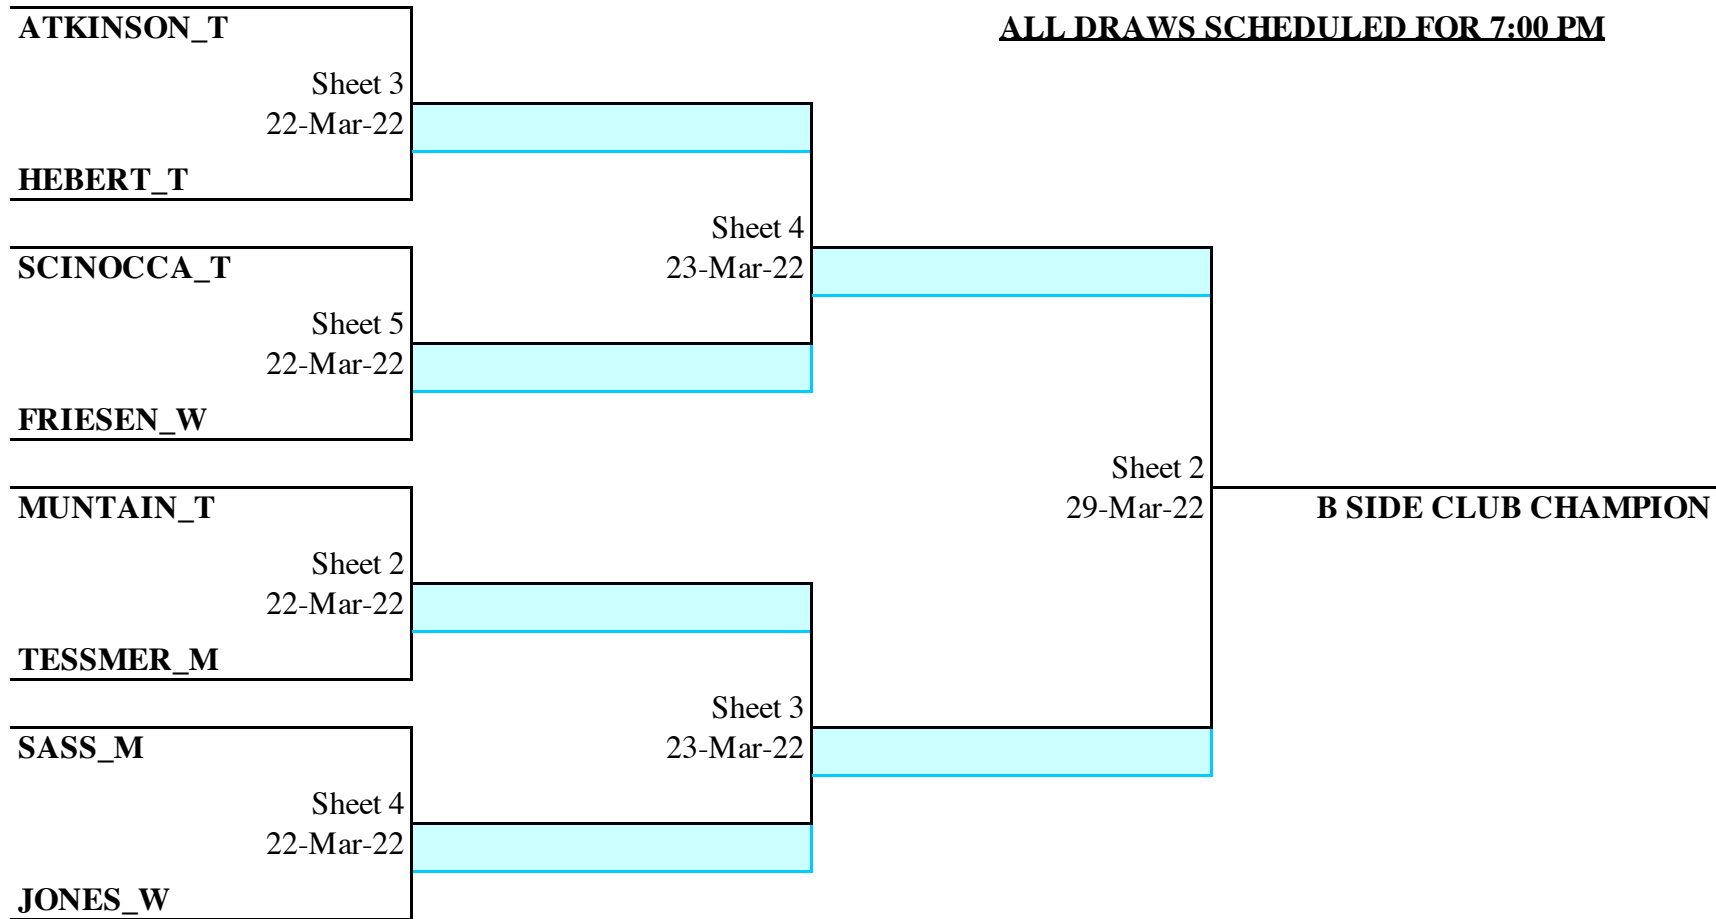 ATKINSON_T
ALL DRAWS SCHEDULED FOR 7:00 PM
Sheet 3
22-Mar-22
HEBERT_T
Sheet 4
23-Mar-22
SCINOCCA_T
Sheet 5
22-Mar-22
FRIESEN_W
Sheet 2
29-Mar-22
B SIDE CLUB CHAMPION
MUNTAIN_T
Sheet 2
22-Mar-22
TESSMER_M
Sheet 3
23-Mar-22
SASS_M
Sheet 4
22-Mar-22
JONES_W